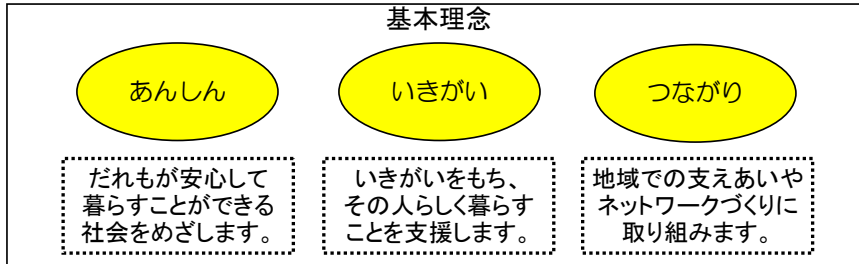 基本理念
あんしん
いきがい
つながり
だれもが安心して
暮らすことができる
社会をめざします。
いきがいをもち、
その人らしく暮らす
ことを支援します。
地域での支えあいや
ネットワークづくりに
取り組みます。